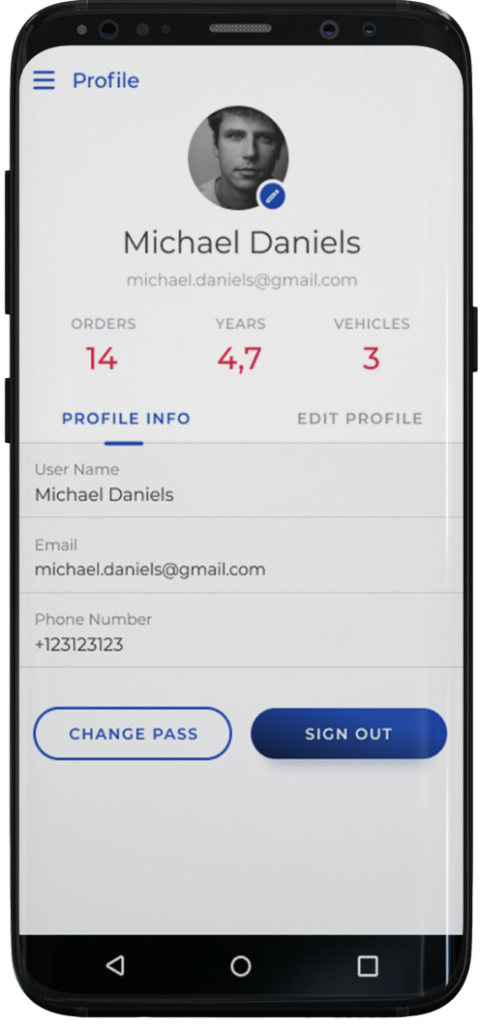 Profile
Michael Daniels
michael.daniels@gmail.com
ORDERS YEARS VEHICLES
14 4,7 3
PROFILE INFO EDIT PROFILE
User Name
Michael Daniels
Email
michael.daniels@gmail.com
Phone Number
+123123123
CHANGE PASS SIGN OUT